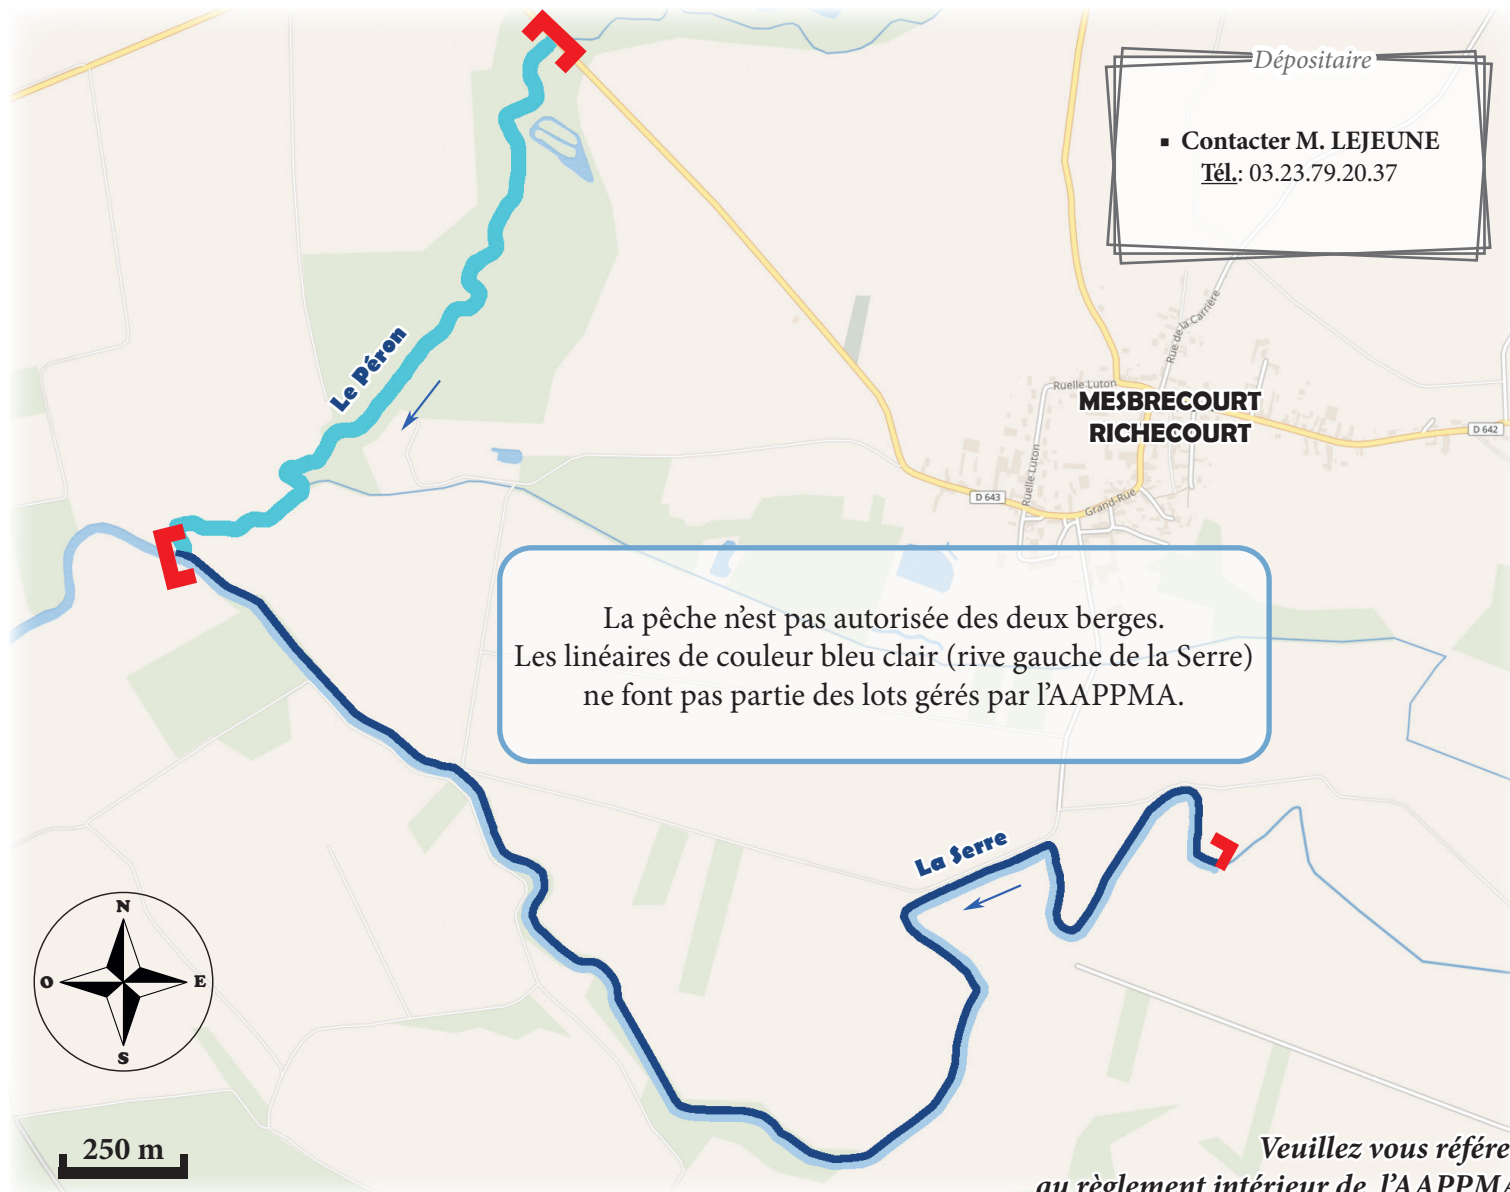 Dépositaire
▪ Contacter M. LEJEUNE
Tél.: 03.23.79.20.37
Le Péron
Rue de la Carrière
Ruelle Luton
MESBRECOURT
RICHECOURT
D 642
Ruelle Luton
D 643
Grand-Rue
La pêche n'est pas autorisée des deux berges.
Les linéaires de couleur bleu clair (rive gauche de la Serre)
ne font pas partie des lots gérés par l'AAPPMA.
La Serre
N
O
E
S
250 m
Veuillez vous référe
au règlement intérieur de l'AAPPMA